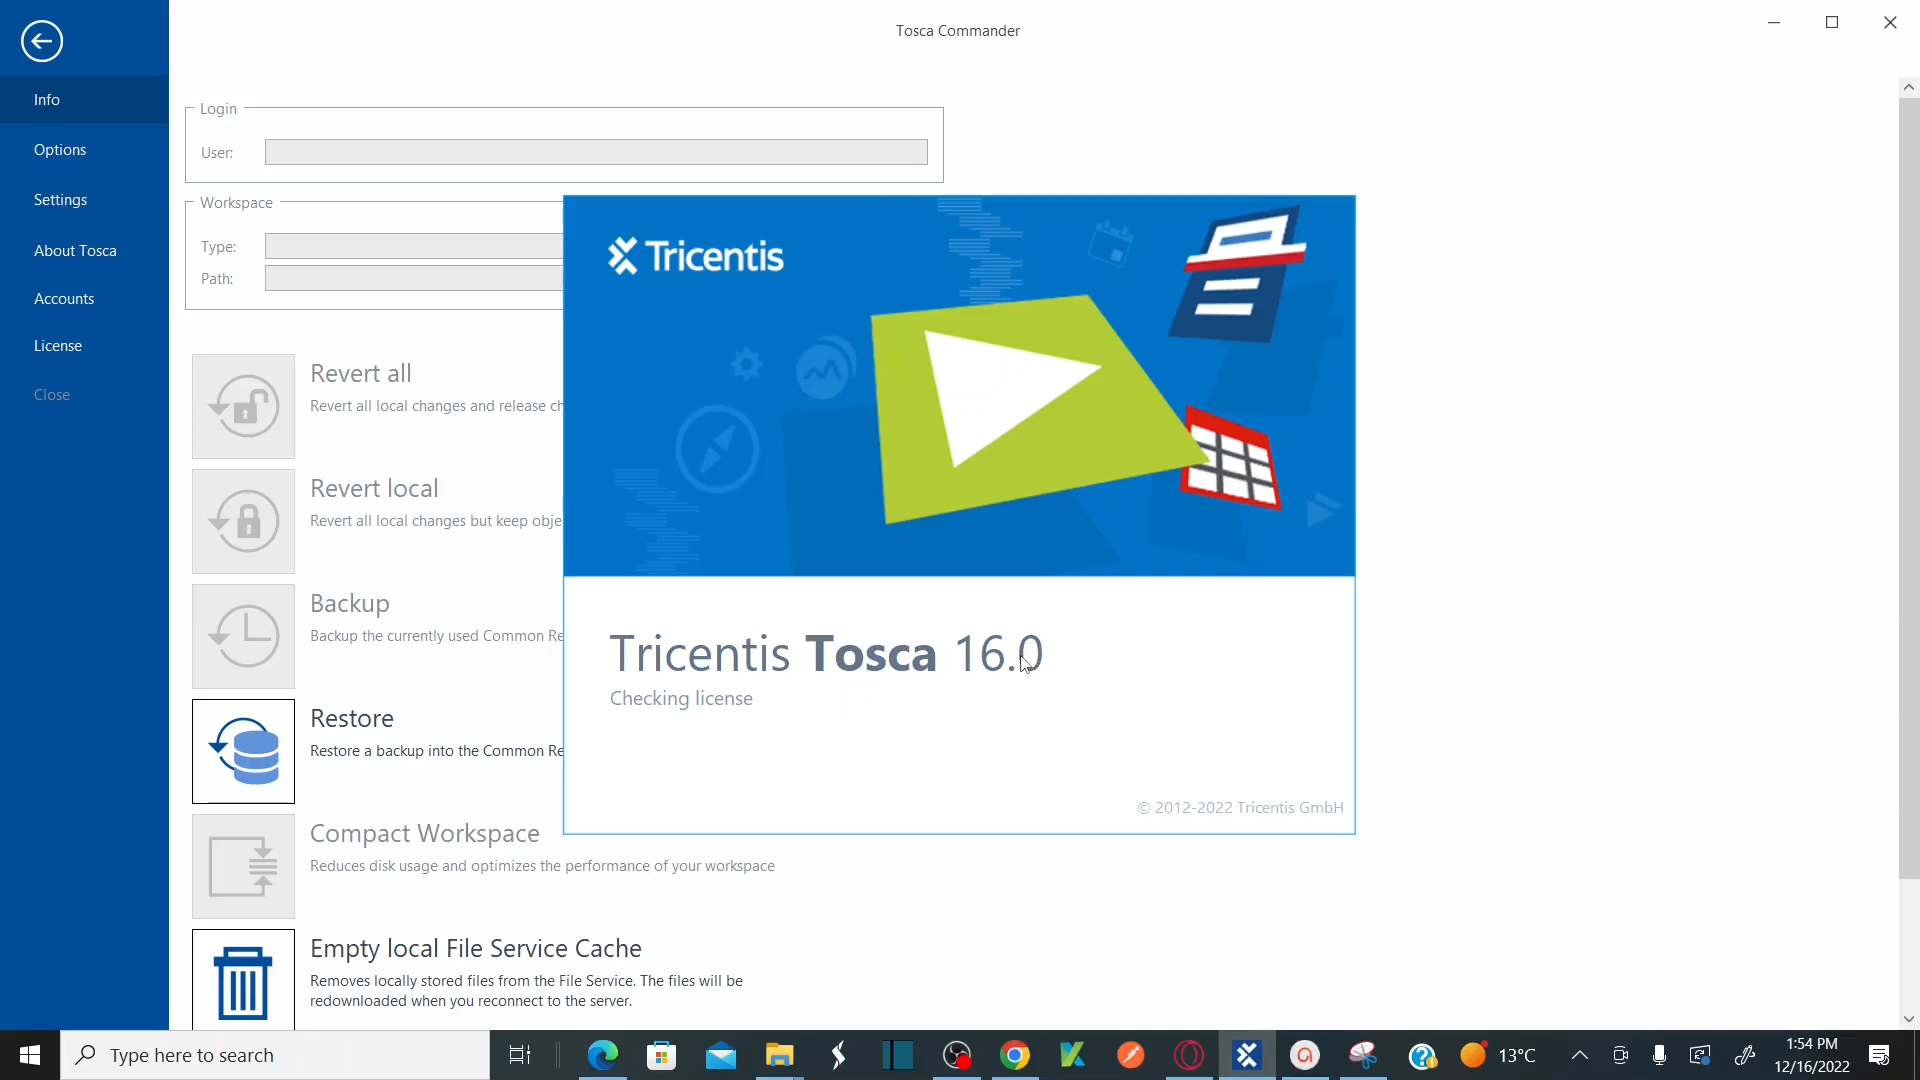 Tosca Commander
Info
Options
Settings
About Tosca
Accounts
License
Close
Login
User:
Workspace
Type:
Path:
Revert all
Revert all local changes and release ch
Revert local
Revert all local changes but keep obje
Backup
Backup the currently used Common Re
Restore
Restore a backup into the Common Re
Compact Workspace
Reduces disk usage and optimizes the performance of your workspace
Empty local File Service Cache
Removes locally stored files from the File Service. The files will be
redownloaded when you reconnect to the server.
Tricentis
Tricentis Tosca 16.0
Checking license
© 2012-2022 Tricentis GmbH
Type here to search
13°C
1:54 PM
12/16/2022